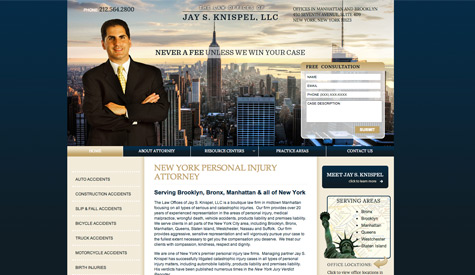 PHONE 212.564.2800
THE LAW OFFICES OF
JAY S. KNISPEL, LLC
OFFICES IN MANHATTAN AND BROOKLYN
450 SEVENTH AVENUE, SUITE 409
NEW YORK, NEW YORK 10123
NEVER A FEE UNLESS WE WIN YOUR CASE
FREE CONSULTATION
NAME
EMAIL
PHONE (XXX) XXX-XXXX
CASE DESCRIPTION
SUBMIT
HOME
ABOUT ATTORNEY
RESOURCE CENTERS
PRACTICE AREAS
CONTACT US
AUTO ACCIDENTS
CONSTRUCTION ACCIDENTS
SLIP & FALL ACCIDENTS
BICYCLE ACCIDENTS
TRUCK ACCIDENTS
MOTORCYCLE ACCIDENTS
BIRTH INJURIES
NEW YORK PERSONAL INJURY
ATTORNEY
Serving Brooklyn, Bronx, Manhattan & all of New York
The Law Offices of Jay S. Knispel, LLC is a boutique law firm in midtown Manhattan
focusing on all types of serious and catastrophic injuries. Our firm provides over 20
years of experienced representation in the areas of personal injury, medical
malpractice, wrongful death, vehicle accidents, products liability and premises liability.
We serve clients in all parts of the New York City area, including Brooklyn, Bronx,
Manhattan, Queens, Staten Island, Westchester, Nassau and Suffolk. Our firm
provides aggressive, sensitive representation and will vigorously pursue your case to
the fullest extent necessary to get you the compensation you deserve. We treat our
clients with compassion, kindness, respect and dignity.
We are one of New York's premier personal injury firms. Managing partner Jay S.
Knispel has successfully litigated catastrophic injury cases in all types of personal
injury matters, including automobile liability, products liability and premises liability.
His verdicts have been published numerous times in the New York Jury Verdict
MEET JAY S. KNISPEL
click to learn more
SERVING AREAS
Bronx
Brooklyn
Manhattan
Queens
Westchester
Staten Island
OFFICE LOCATIONS:
Click to view office locations in